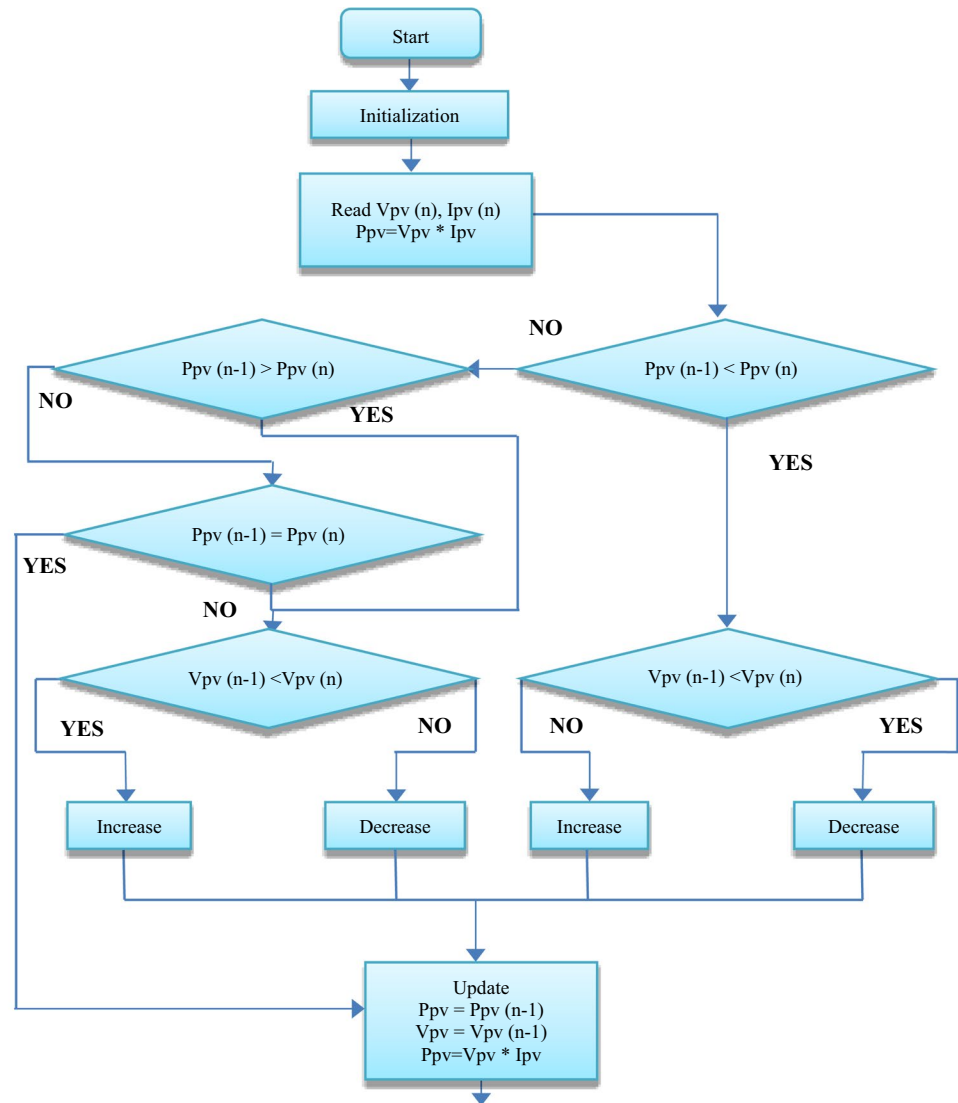 Start
Initialization
Read Vpv (n), Ipv (n)
Ppv=Vpv * Ipv
NO
Ppv (n-1) > Ppv (n)
Ppv (n-1) < Ppv (n)
NO
YES
YES
Ppv (n-1) = Ppv (n)
YES
NO
Vpv (n-1) <Vpv (n)
Vpv (n-1) <Vpv (n)
YES
NO
NO
YES
Increase
Decrease
Increase
Decrease
Update
Ppv = Ppv (n-1)
Vpv = Vpv (n-1)
Ppv=Vpv * Ipv